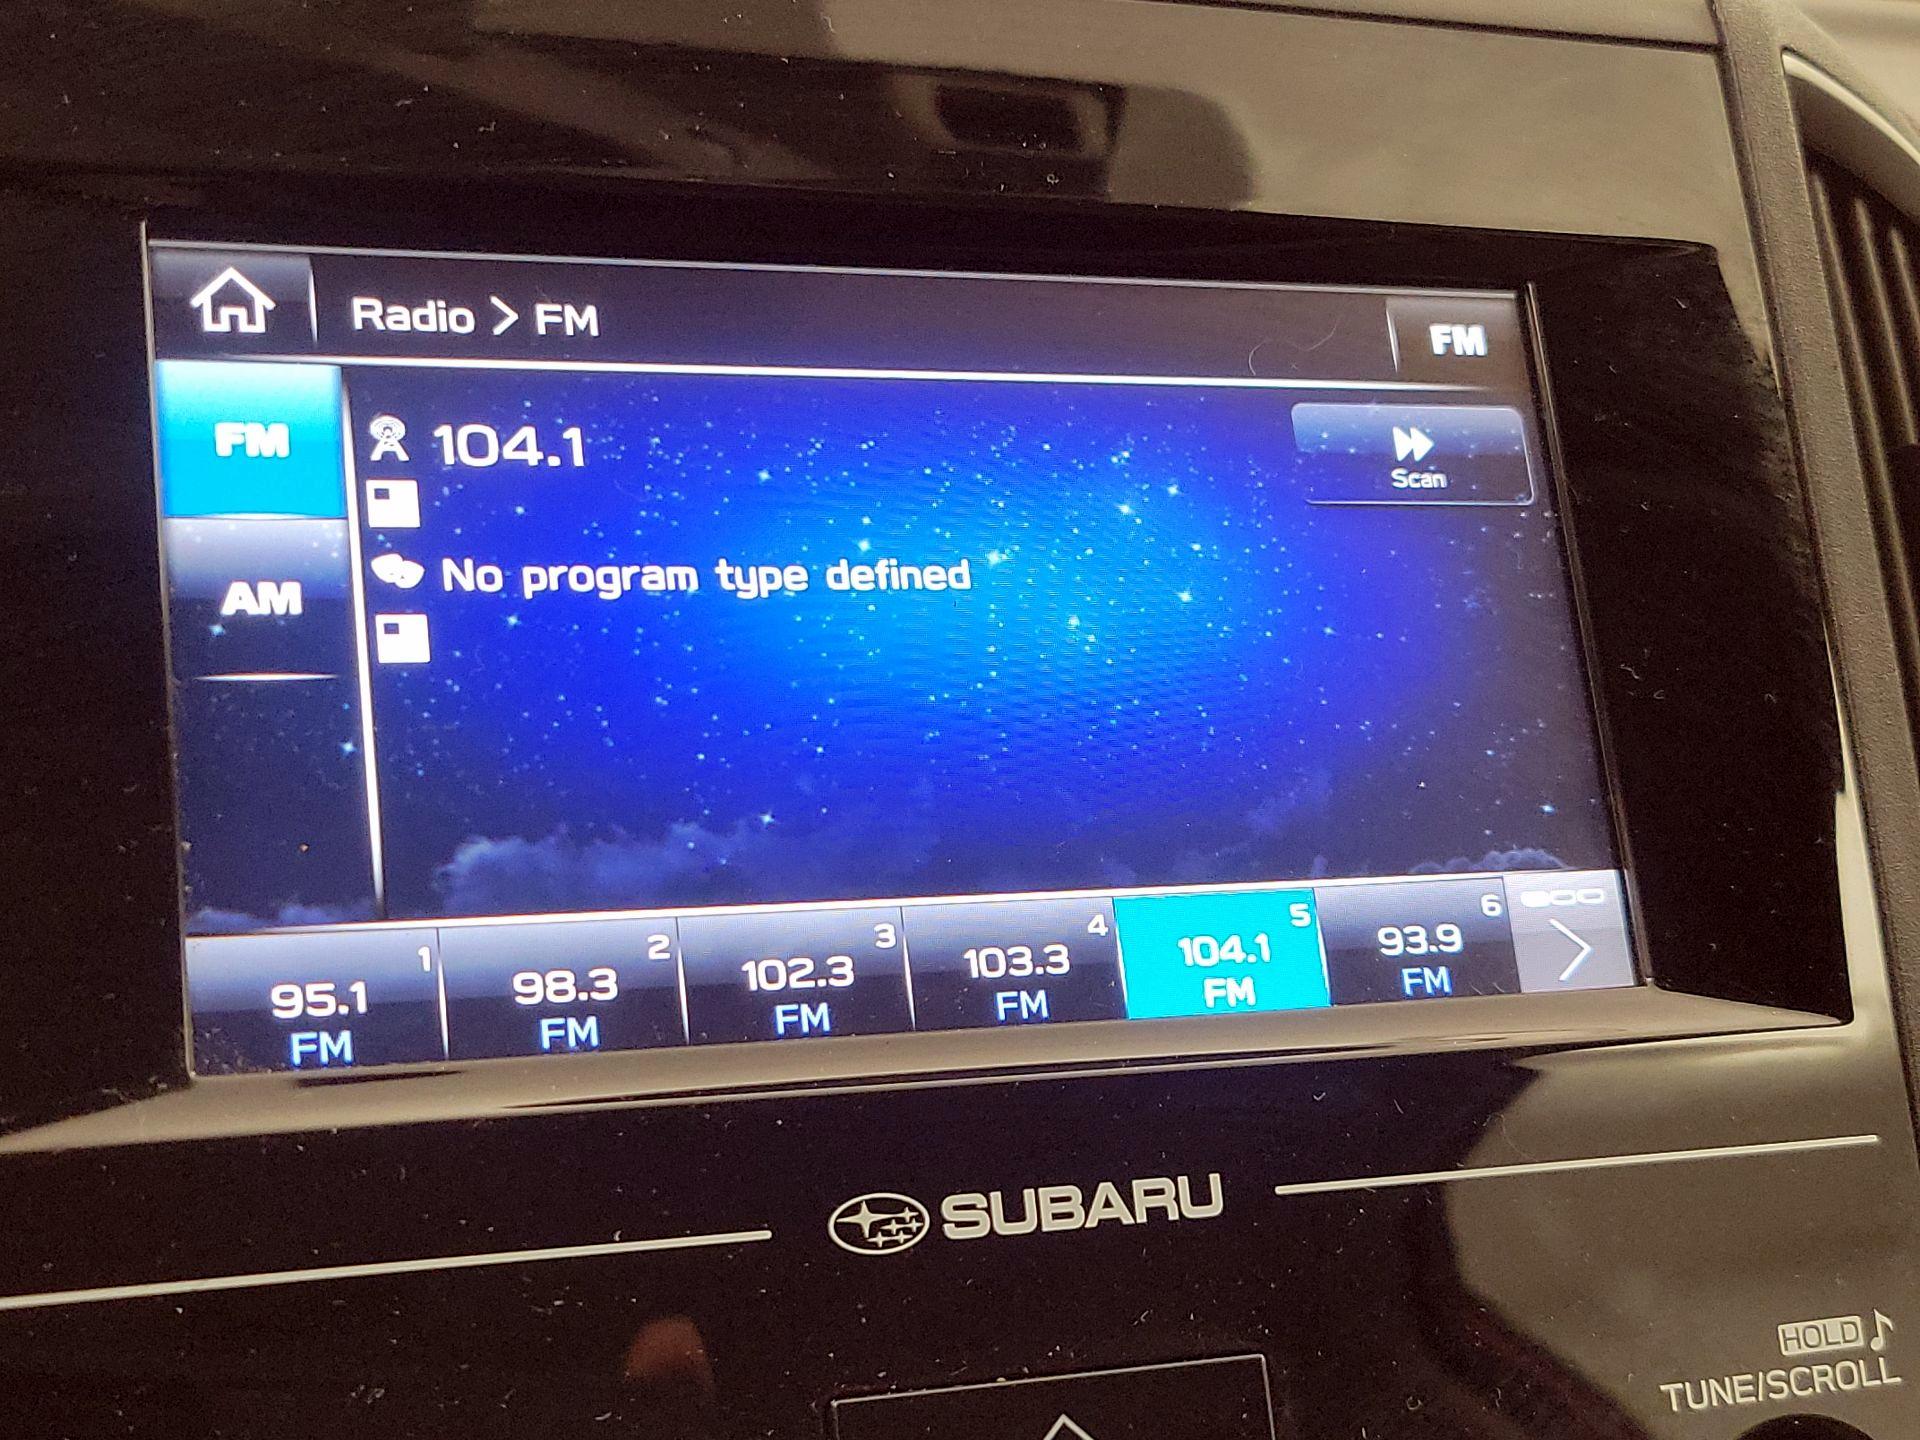 Radio > FM
FM
FM
104.1
Scan
No program type defined
AM
1
95.1
FM
2
98.3
FM
3
102.3
FM
4
103.3
FM
5
104.1
FM
6
93.9
FM
SUBARU
HOLD
TUNE/SCROLL